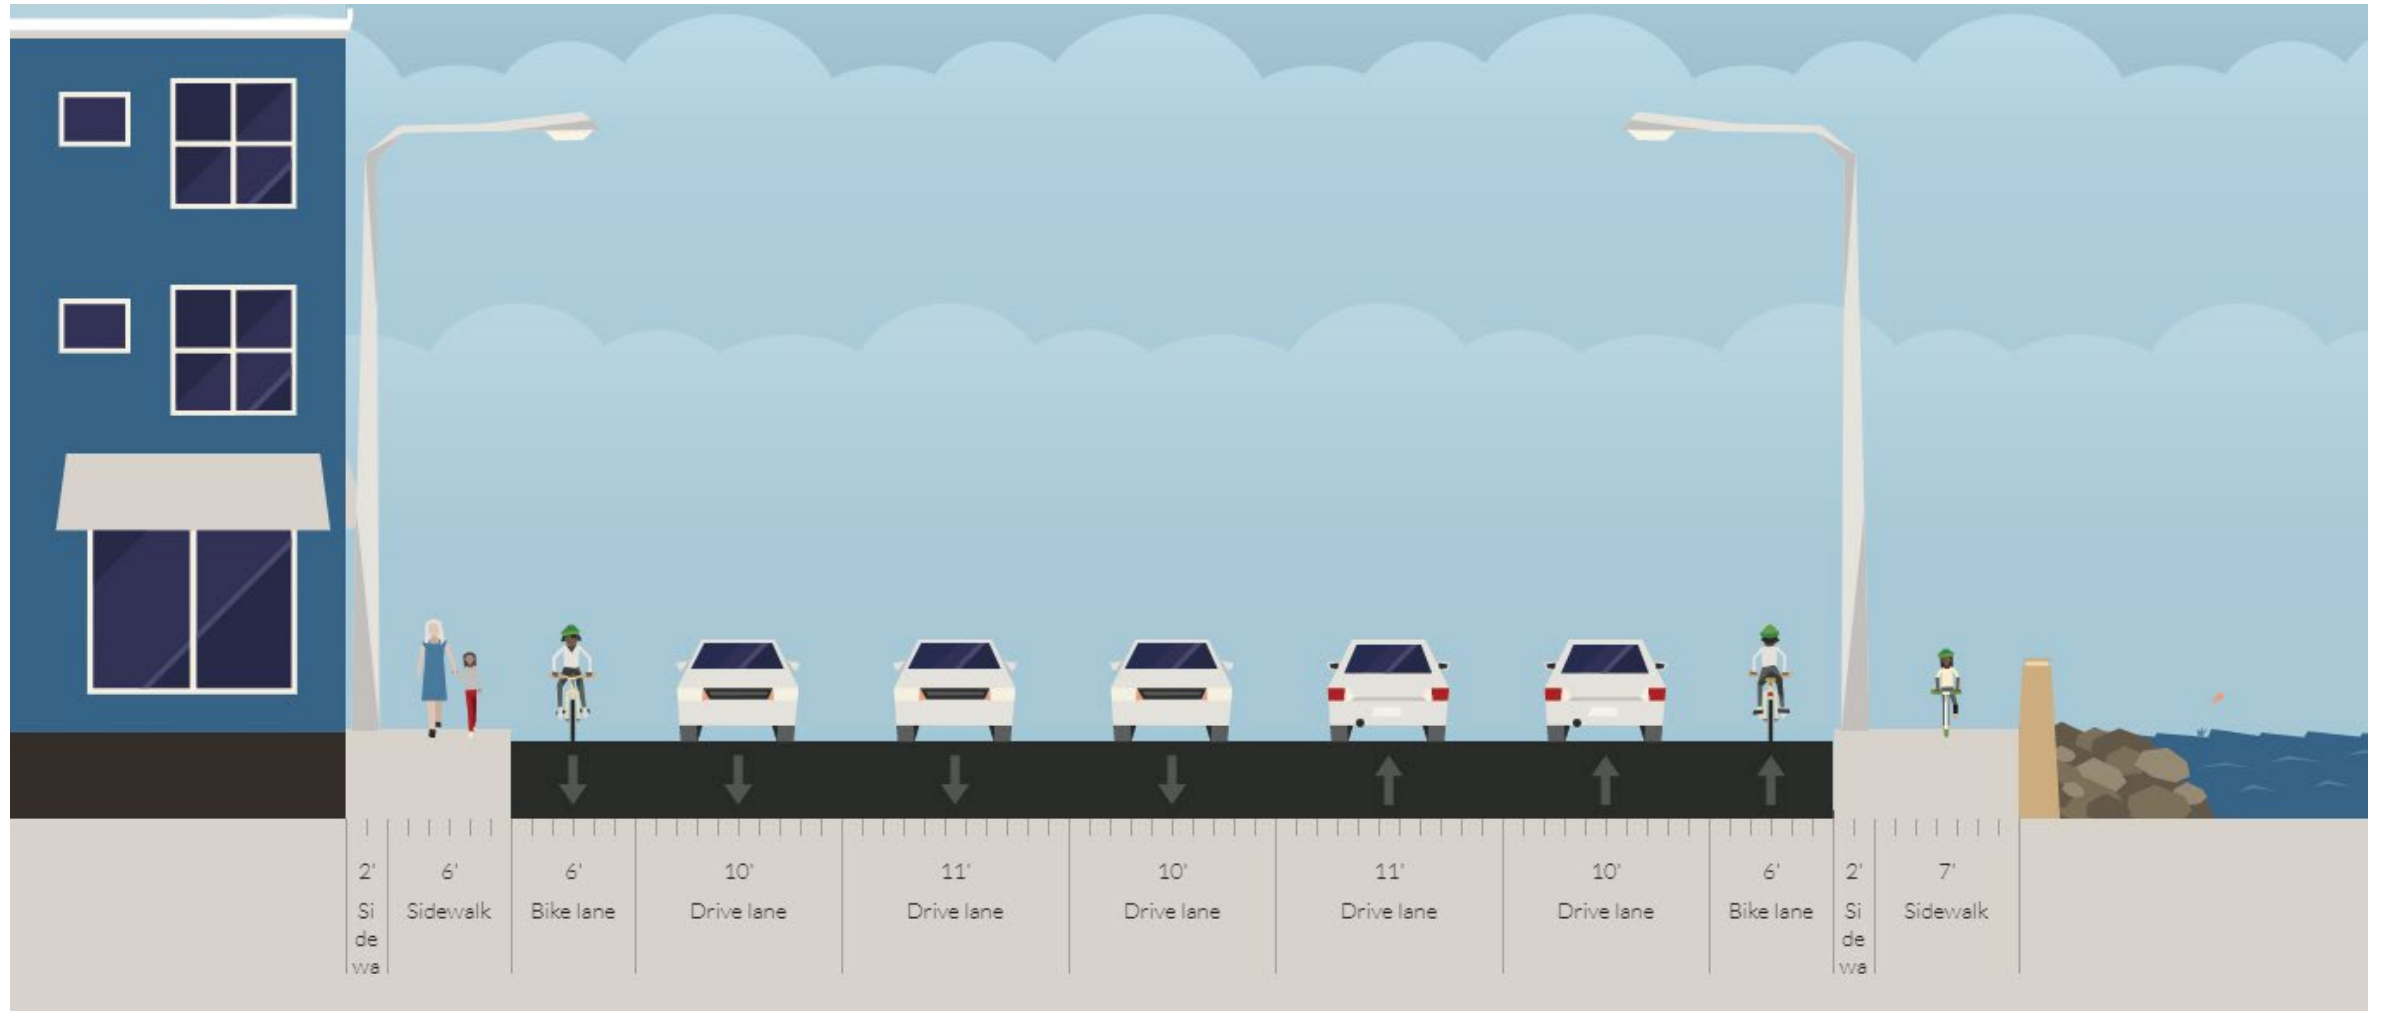 2' 6' 6' 10' 11' 10' 11' 10' 6' 2' 7'
Si Sidewalk Bike lane Drive lane Drive lane Drive lane Drive lane Drive lane Bike lane Si Sidewalk
de de
wa wa